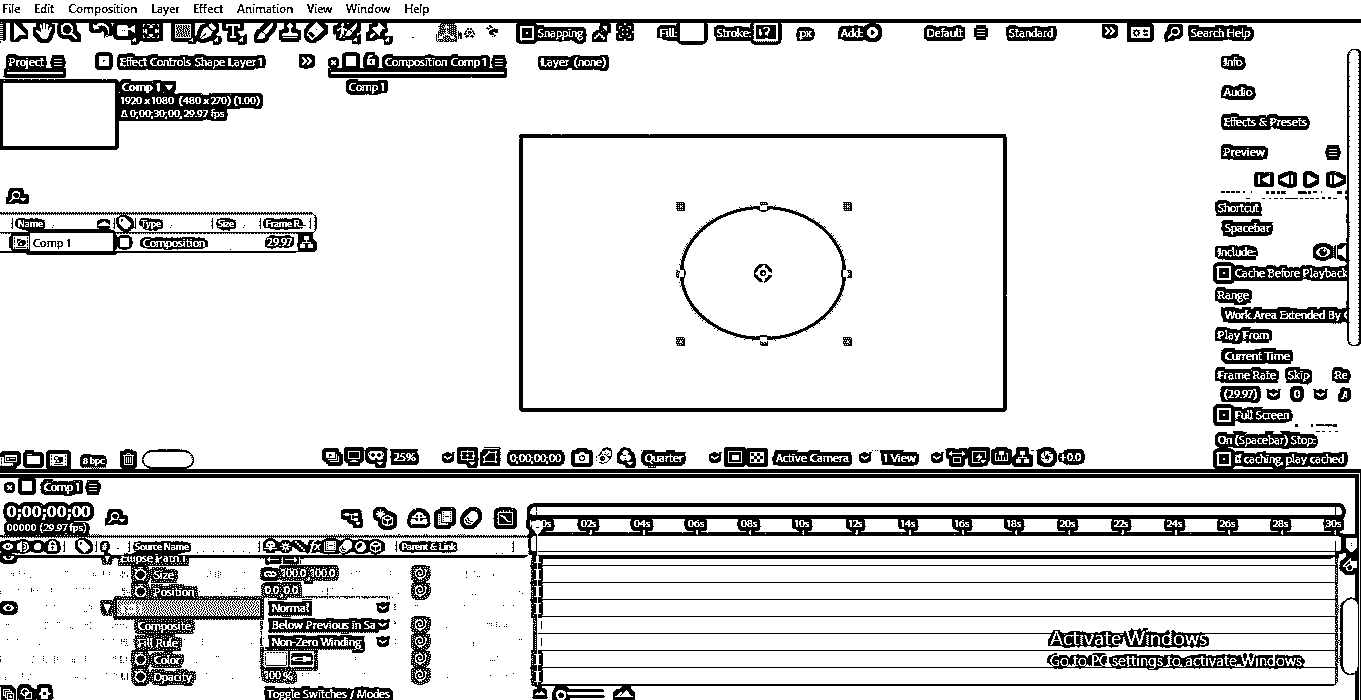 File Edit Composition Layer Effect Animation View Window Help
Snapping Fill: Stroke: px Add: Default Standard Search Help
Project Effect Controls Shape Layer 1 Composition Comp 1 Layer (none)
Comp 1
1920 x 1080 (480 x 270) (1.00)
Δ 0;00;30;00, 29.97 fps
Comp 1
Info
Audio
Effects & Presets
Preview
Shortcut
Spacebar
Include:
Cache Before Playback
Range
Work Area Extended By C
Play From
Current Time
Frame Rate Skip Re
(29.97) 0 A
Full Screen
On (Spacebar) Stop:
If caching, play cached
Name Type Size Frame R...
Comp 1 Composition 29.97
8 bpc 25% 0;00;00;00 Quarter Active Camera 1 View +0.0
Comp 1
0;00;00;00
00000 (29.97 fps)
00s 02s 04s 06s 08s 10s 12s 14s 16s 18s 20s 22s 24s 26s 28s 30s
# Source Name Parent & Link
Ellipse Path 1
Size
Position 0.0, 0.0
Normal
Composite Below Previous in Sa
Fill Rule Non-Zero Winding
Color
Opacity 100 %
Toggle Switches / Modes
Activate Windows
Go to PC settings to activate Windows.